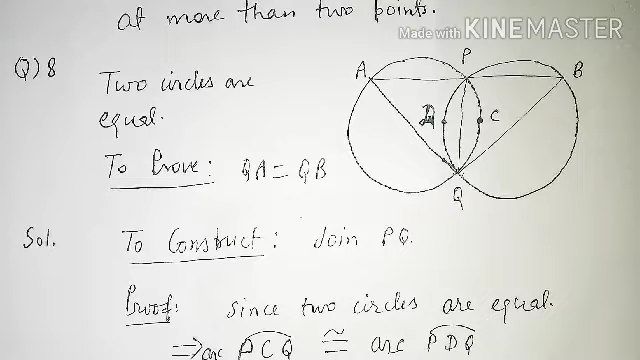 at more than two points.
Made with KINEMASTER
Q) 8
Two circles are
equal.
To Prove: QA = QB
A P B
D C
Q
Sol. To Construct: Join PQ.
Proof: Since two circles are equal.
⇒ arc PCQ ≅ arc PDQ